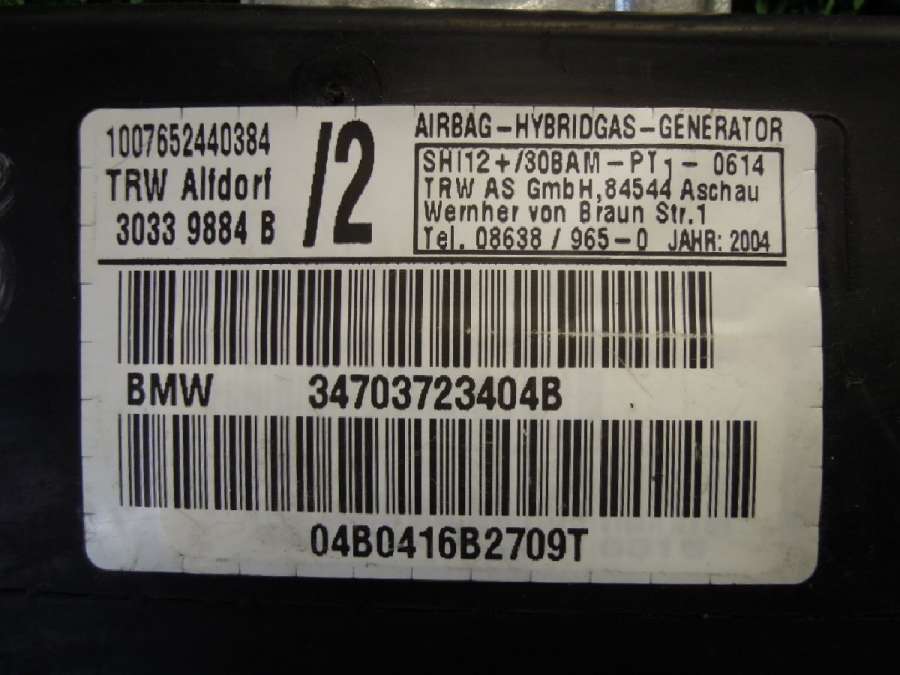 1007652440384
TRW Alfdorf
3033 9884 B
/2
AIRBAG-HYBRIDGAS-GENERATOR
SHI12+/30BAM-PT1-0614
TRW AS GmbH,84544 Aschau
Wernher von Braun Str.1
Tel. 08638 / 965-0 JAHR: 2004
BMW 34703723404B
04B0416B2709T